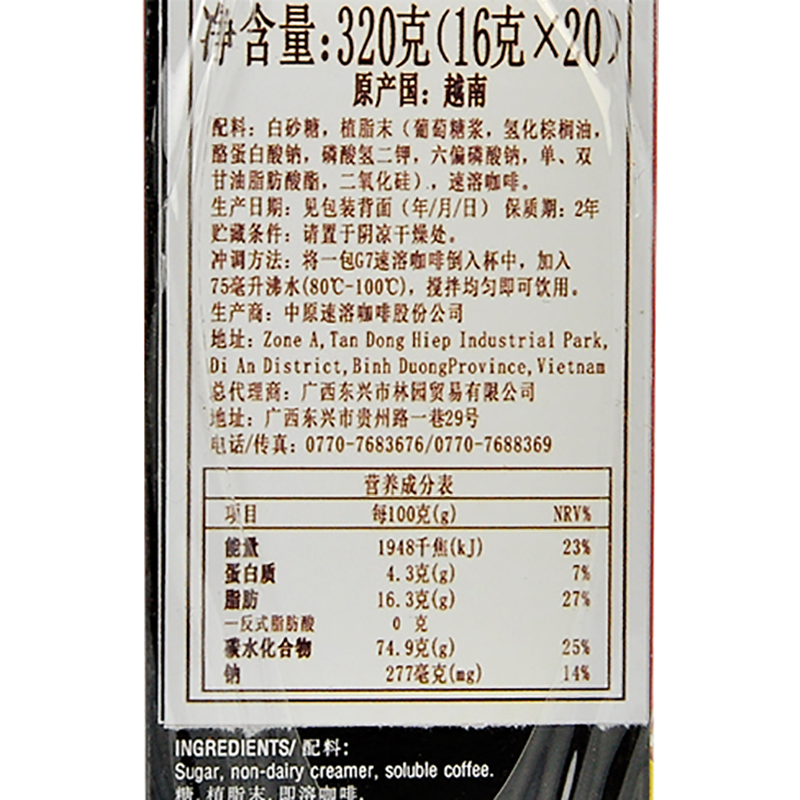 净含量:320克(16克×20)
原产国：越南
配料：白砂糖，植脂末（葡萄糖浆，氢化棕榈油，
酪蛋白酸钠，磷酸氢二钾，六偏磷酸钠，单、双
甘油脂肪酸酯，二氧化硅），速溶咖啡。
生产日期：见包装背面（年/月/日） 保质期：2年
贮藏条件：请置于阴凉干燥处。
冲调方法：将一包G7速溶咖啡倒入杯中，加入
75毫升沸水(80℃-100℃)，搅拌均匀即可饮用。
生产商：中原速溶咖啡股份公司
地址：Zone A,Tan Dong Hiep Industrial Park,
Di An District,Binh DuongProvince,Vietnam
总代理商：广西东兴市林园贸易有限公司
地址：广西东兴市贵州路一巷29号
电话/传真：0770-7683676/0770-7688369
营养成分表
项目 每100克(g) NRV%
能量 1948千焦(kJ) 23%
蛋白质 4.3克(g) 7%
脂肪 16.3克(g) 27%
—反式脂肪酸 0 克
碳水化合物 74.9克(g) 25%
钠 277毫克(mg) 14%
INGREDIENTS/ 配料:
Sugar, non-dairy creamer, soluble coffee.
糖,植脂末,即溶咖啡.